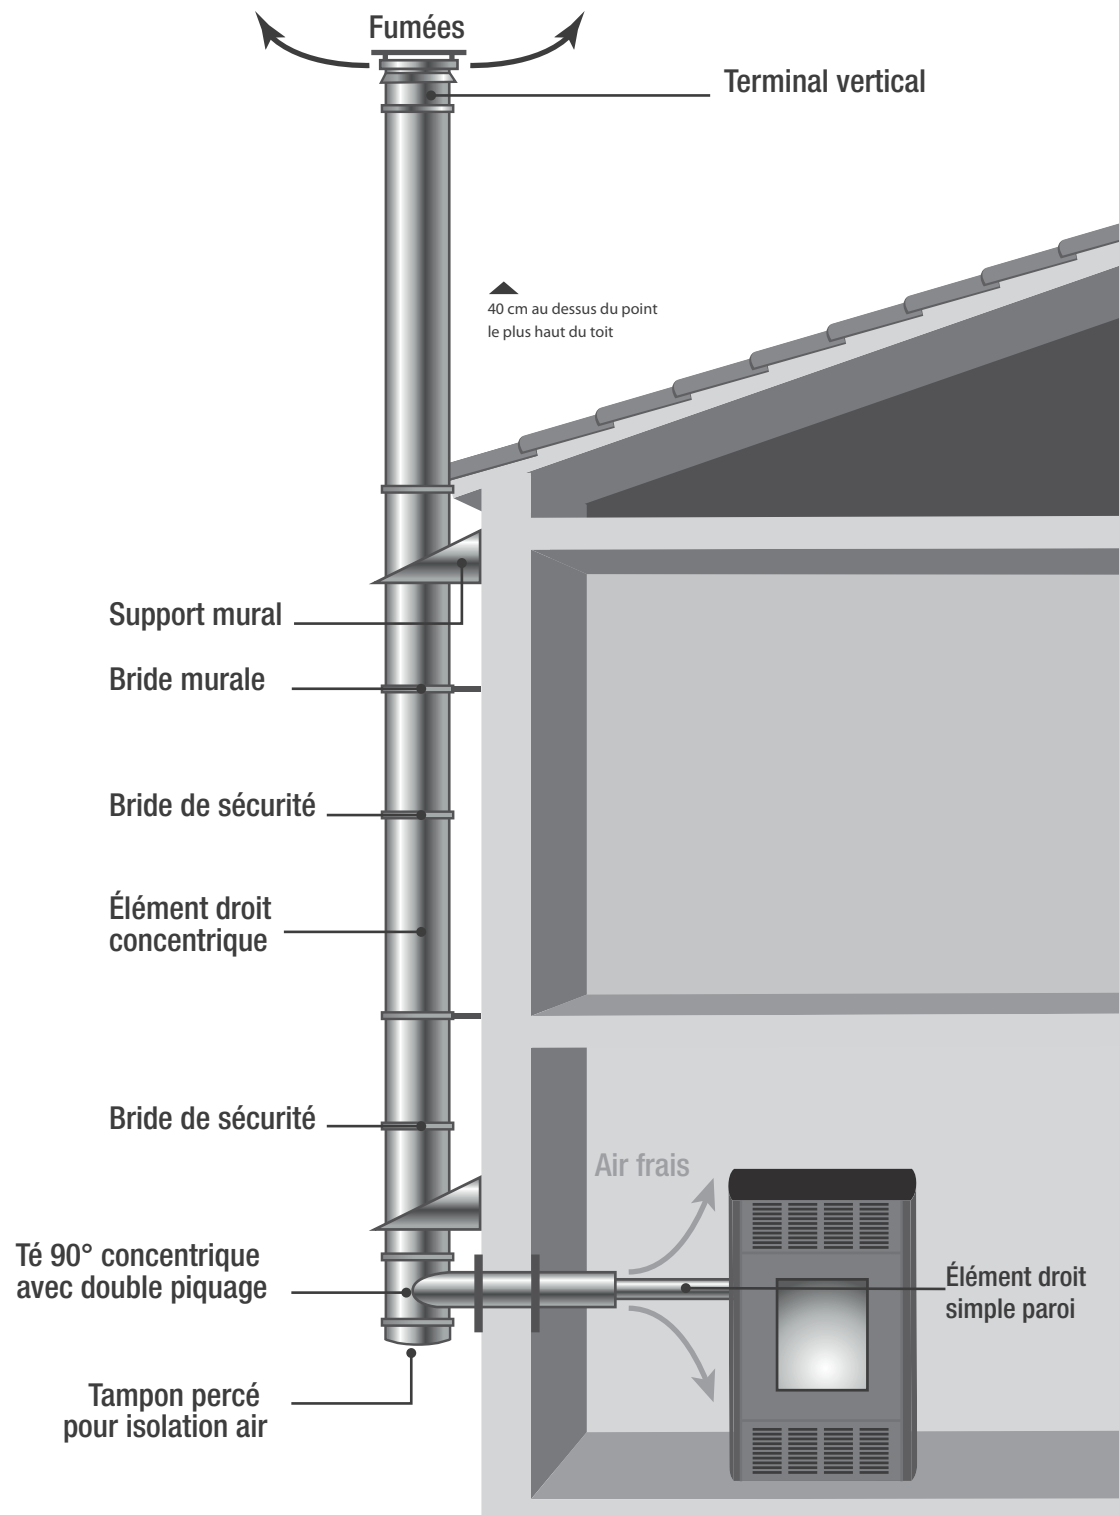 Fumées
Terminal vertical
40 cm au dessus du point
le plus haut du toit
Support mural
Bride murale
Bride de sécurité
Élément droit
concentrique
Bride de sécurité
Air frais
Té 90° concentrique
avec double piquage
Élément droit
simple paroi
Tampon percé
pour isolation air